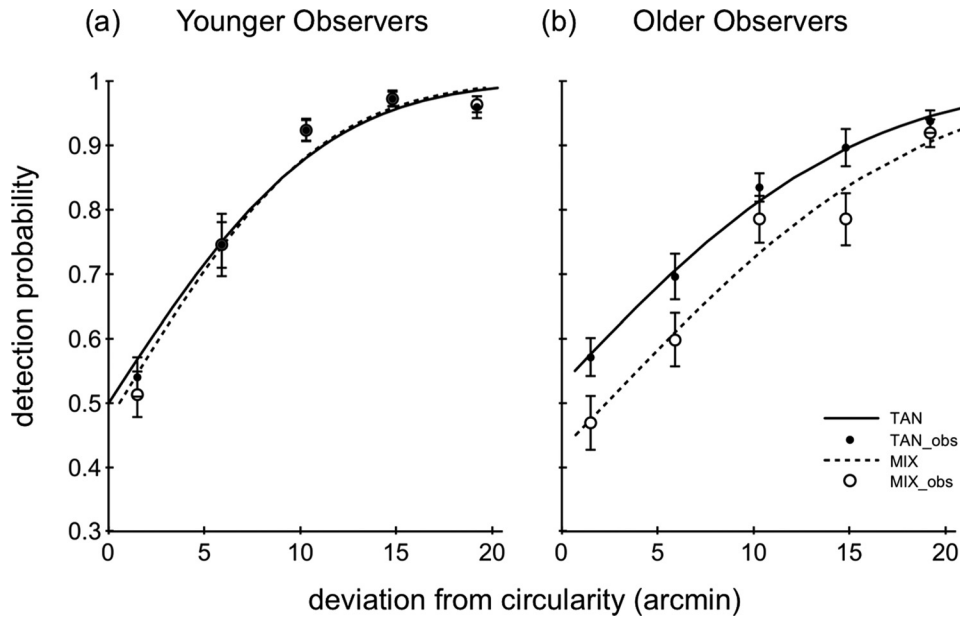 (a) Younger Observers
(b) Older Observers
detection probability
1
0.9
0.8
0.7
0.6
0.5
0.4
0.3
0 5 10 15 20
0 5 10 15 20
TAN
TAN_obs
MIX
MIX_obs
deviation from circularity (arcmin)